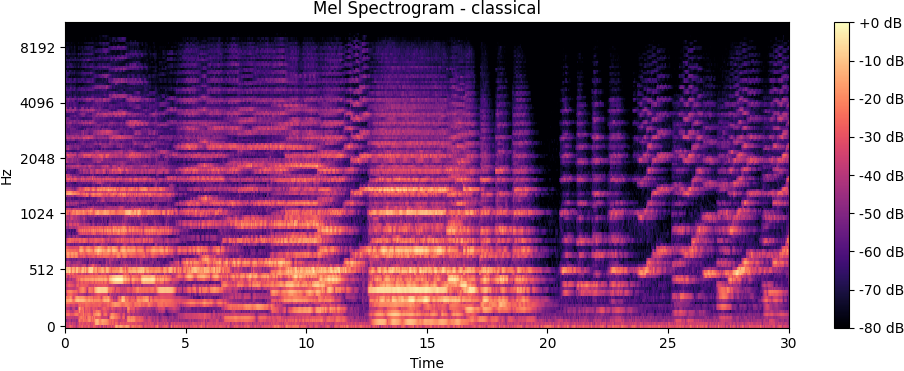 Mel Spectrogram - classical
8192
4096
2048
1024
512
0
Hz
0 5 10 15 20 25 30
Time
+0 dB
-10 dB
-20 dB
-30 dB
-40 dB
-50 dB
-60 dB
-70 dB
-80 dB